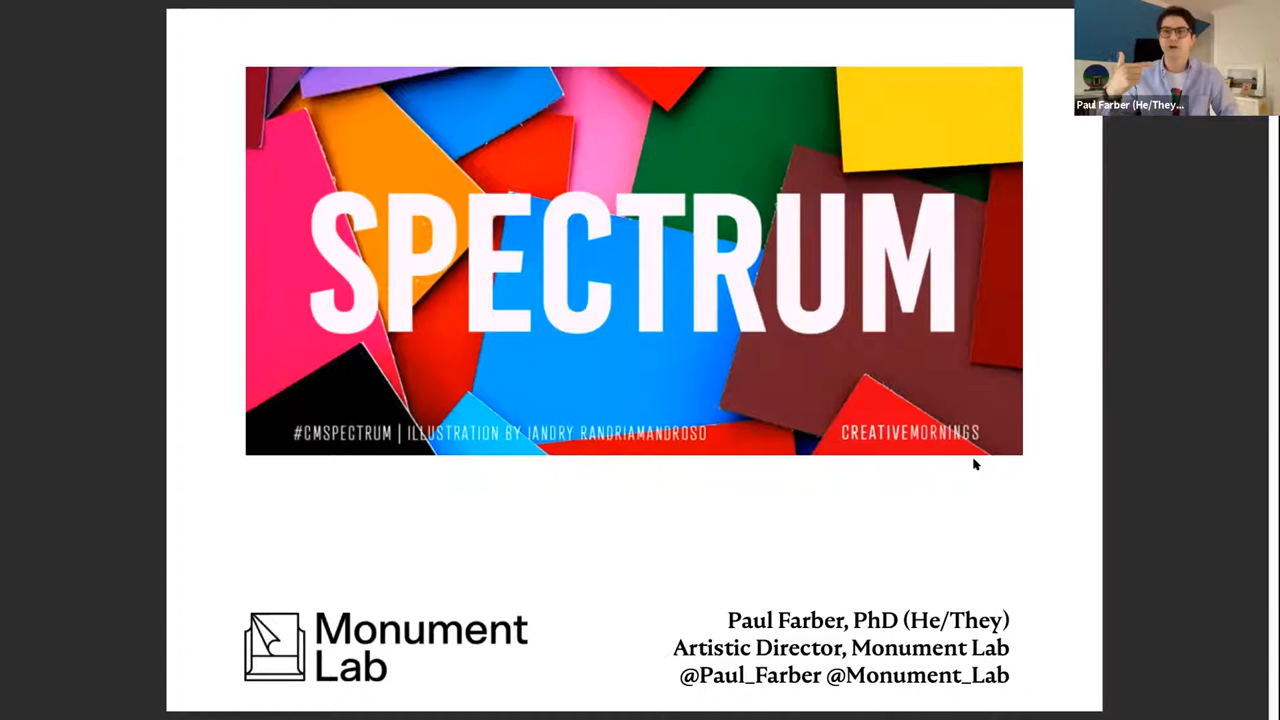 Paul Farber (He/They...
SPECTRUM
#CMSPECTRUM | ILLUSTRATION BY JANDRY RANDRIAMANDROSO
CREATIVEMORNINGS
Monument
Lab
Paul Farber, PhD (He/They)
Artistic Director, Monument Lab
@Paul_Farber @Monument_Lab